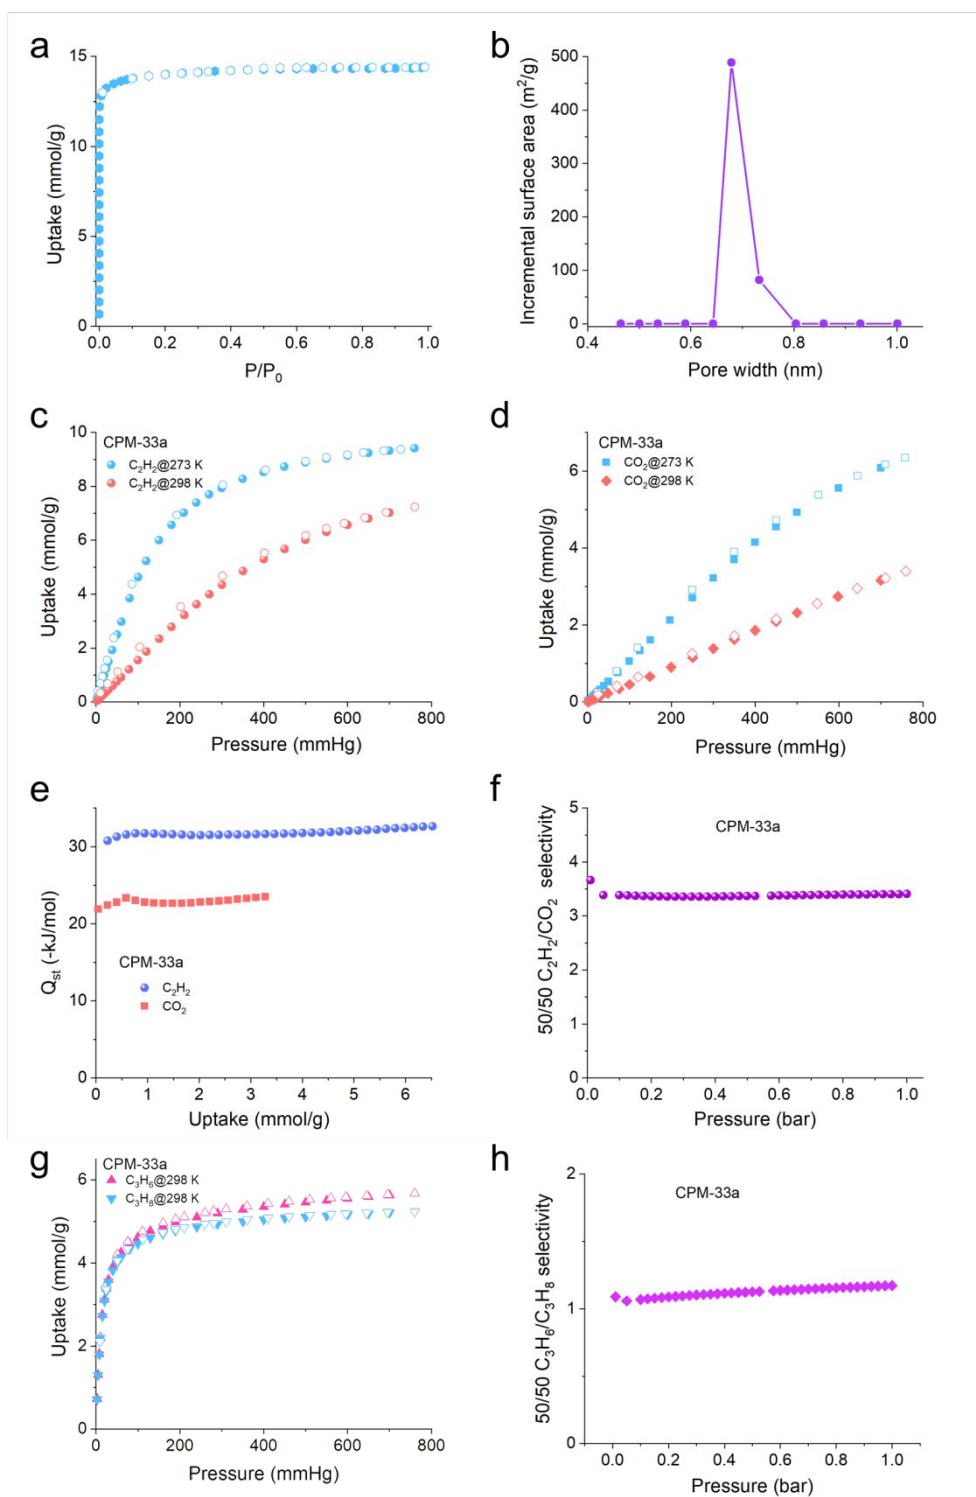 a
15
10
5
0
Uptake (mmol/g)
0.0 0.2 0.4 0.6 0.8 1.0
P/P₀
b
500
400
300
200
100
0
Incremental surface area (m²/g)
0.4 0.6 0.8 1.0
Pore width (nm)
c
CPM-33a
C₂H₂@273 K
C₂H₂@298 K
10
8
6
4
2
0
Uptake (mmol/g)
0 200 400 600 800
Pressure (mmHg)
d
CPM-33a
CO₂@273 K
CO₂@298 K
6
4
2
0
Uptake (mmol/g)
0 200 400 600 800
Pressure (mmHg)
e
30
20
10
0
Qst (-kJ/mol)
CPM-33a
C₂H₂
CO₂
0 1 2 3 4 5 6
Uptake (mmol/g)
f
CPM-33a
5
4
3
2
1
0
50/50 C₂H₂/CO₂ selectivity
0.0 0.2 0.4 0.6 0.8 1.0
Pressure (bar)
g
CPM-33a
C₃H₆@298 K
C₃H₈@298 K
6
4
2
0
Uptake (mmol/g)
0 200 400 600 800
Pressure (mmHg)
h
CPM-33a
2
1
0
50/50 C₃H₆/C₃H₈ selectivity
0.0 0.2 0.4 0.6 0.8 1.0
Pressure (bar)